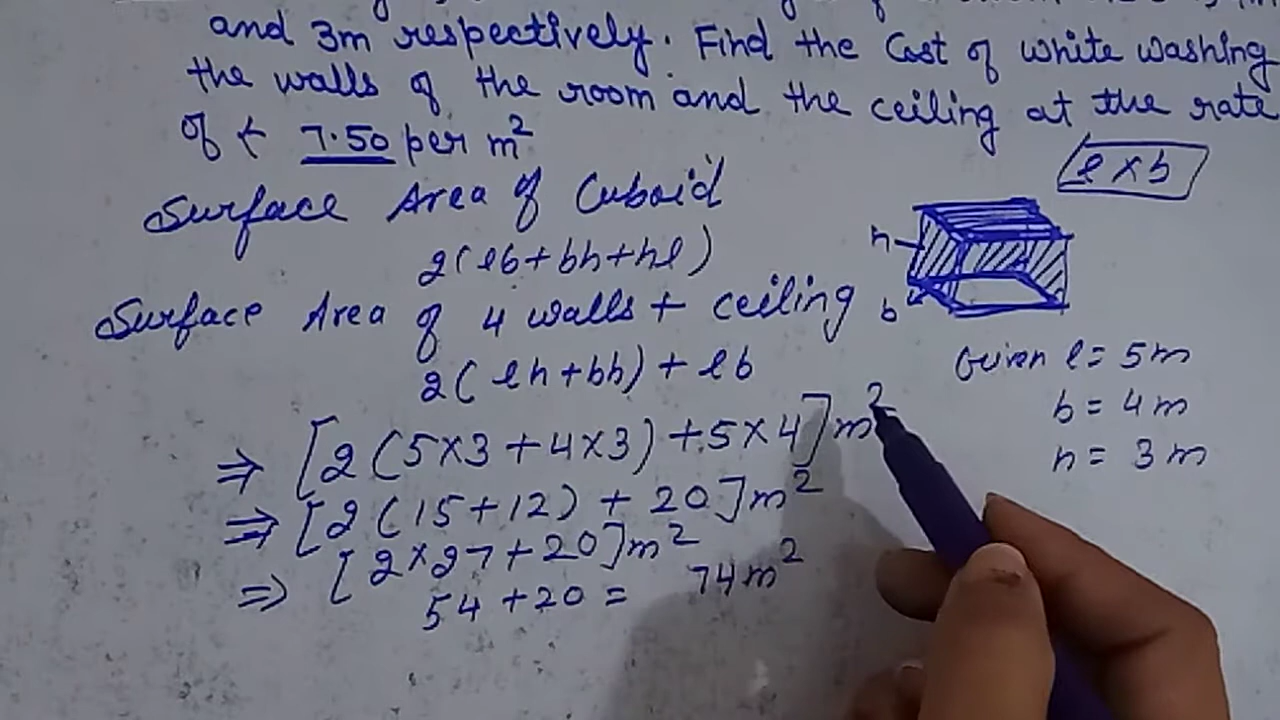 and 3m respectively. Find the Cost of white washing
the walls of the room and the ceiling at the rate
of ₹ 7.50 per m²
l x b
Surface Area of Cuboid
2(lb+bh+hl)
h
b
Surface Area of 4 walls + ceiling
2(lh+bh) + lb
Given l = 5m
b = 4m
h = 3m
⇒ [2(5×3+4×3) +5×4]m²
⇒ [2(15+12) + 20]m²
⇒ [2×27+20]m²
54 +20 = 74m²